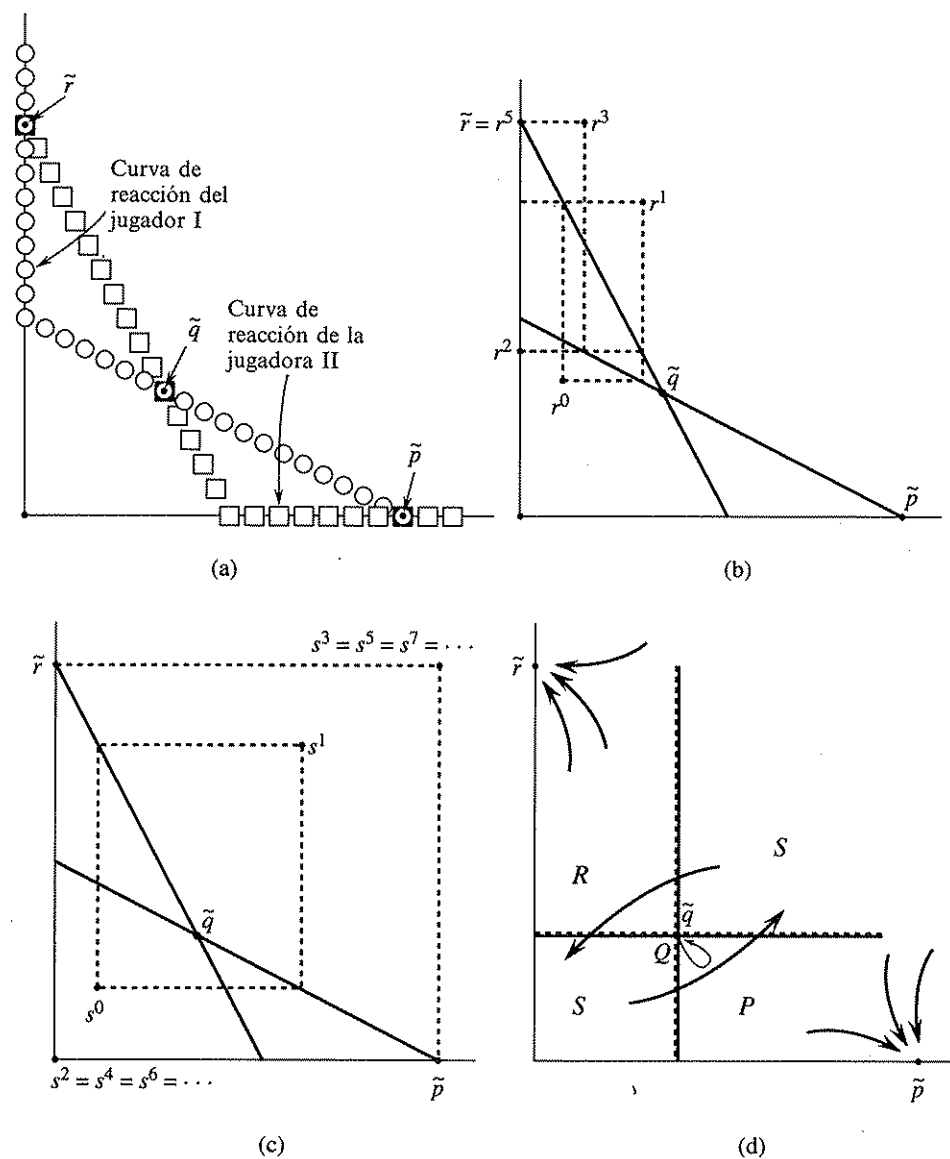 r̃
Curva de
reacción del
jugador I
q̃
Curva de
reacción de la
jugadora II
p̃
(a)
r̃ = r⁵
r³
r¹
r²
r⁰
q̃
p̃
(b)
s³ = s⁵ = s⁷ = · · ·
r̃
s¹
q̃
s⁰
s² = s⁴ = s⁶ = · · ·
p̃
(c)
r̃
R
S
q̃
Q
S
P
p̃
(d)